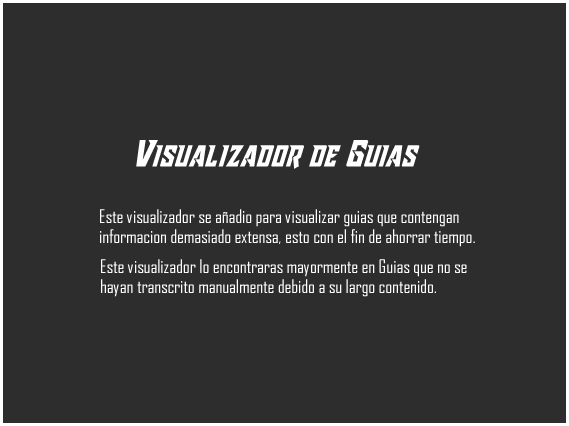 Visualizador de Guias
Este visualizador se añadio para visualizar guias que contengan
informacion demasiado extensa, esto con el fin de ahorrar tiempo.
Este visualizador lo encontraras mayormente en Guias que no se
hayan transcrito manualmente debido a su largo contenido.